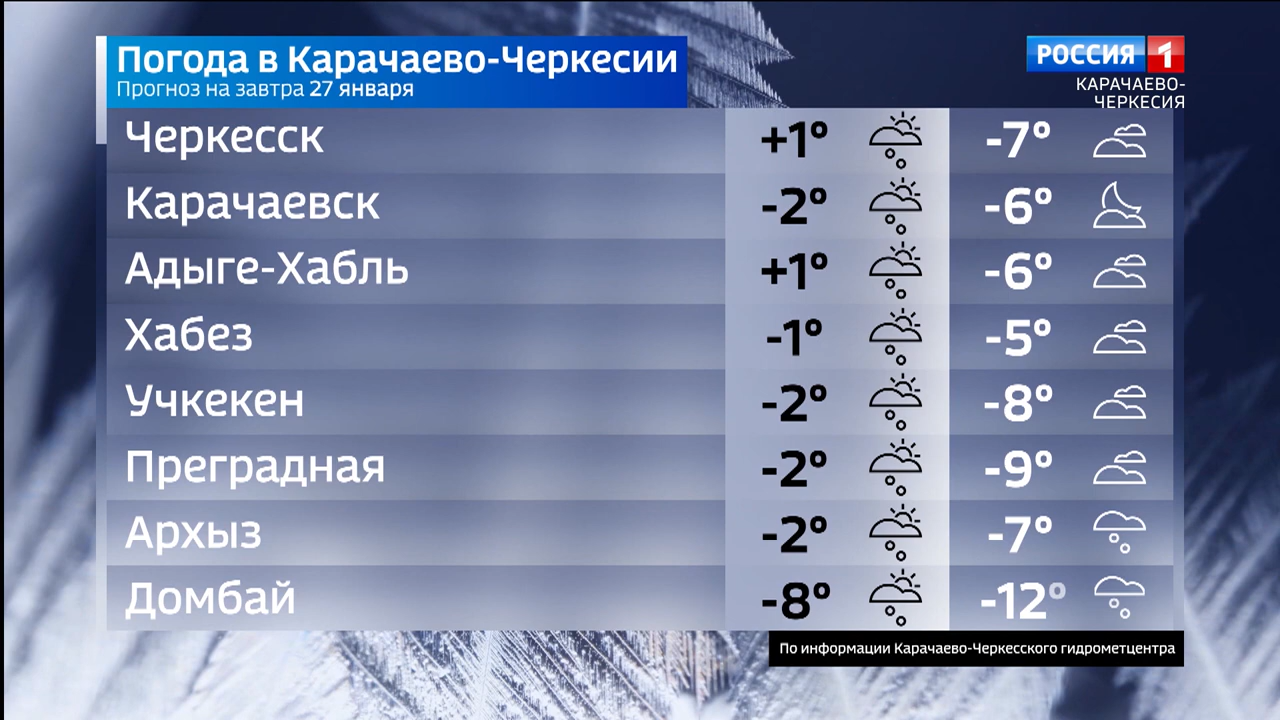 Погода в Карачаево-Черкесии
Прогноз на завтра 27 января
РОССИЯ 1
КАРАЧАЕВО-
ЧЕРКЕСИЯ
Черкесск +1° -7°
Карачаевск -2° -6°
Адыге-Хабль +1° -6°
Хабез -1° -5°
Учкекен -2° -8°
Преградная -2° -9°
Архыз -2° -7°
Домбай -8° -12°
По информации Карачаево-Черкесского гидрометцентра